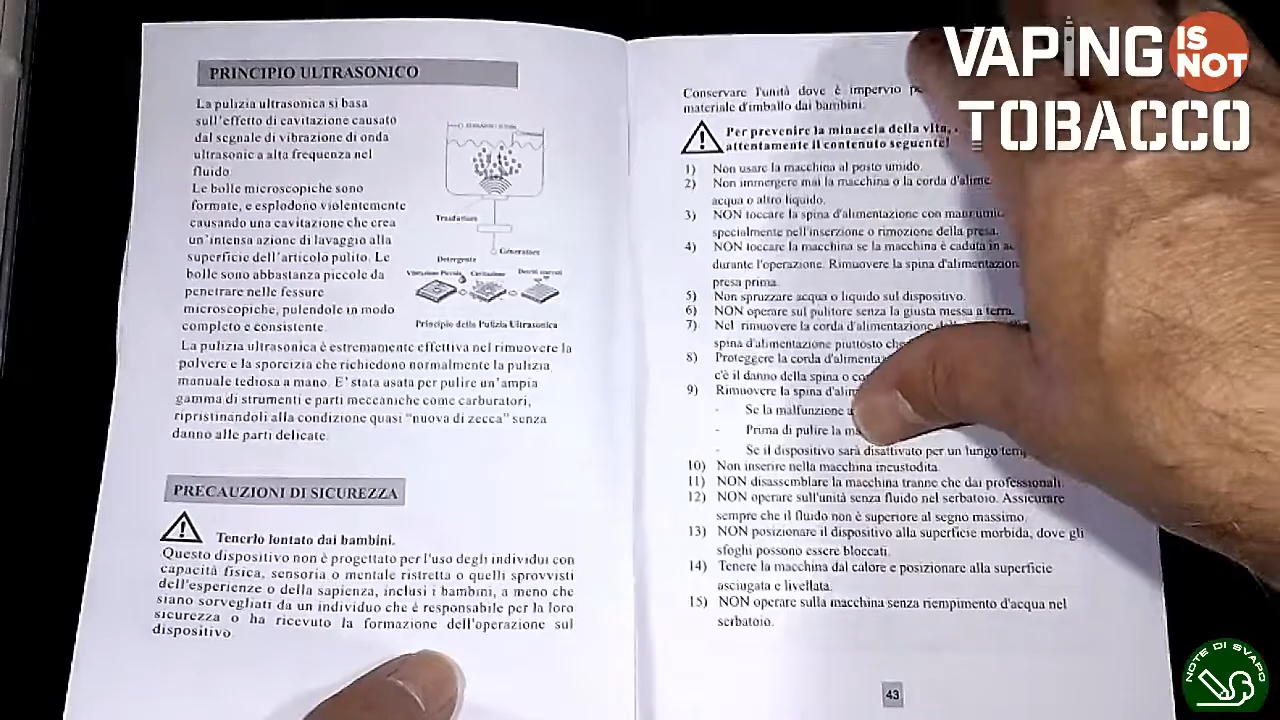 PRINCIPIO ULTRASONICO
La pulizia ultrasonica si basa
sull'effetto di cavitazione causato
dal segnale di vibrazione di onda
ultrasonic a alta frequenza nel
fluido.
Le bolle microscopiche sono
formate, e esplodono violentemente
causando una cavitazione che crea
un'intensa azione di lavaggio alla
superficie dell'articolo pulito. Le
bolle sono abbastanza piccole da
penetrare nelle fessure
microscopiche, pulendole in modo
completo e consistente.
Trasduttore
Generatore
Detergente
Vibrazione Piccola
Cavitazione
Principio della Pulizia Ultrasonica
La pulizia ultrasonica è estremamente effettiva nel rimuovere la
polvere e la sporcizia che richiedono normalmente la pulizia
manuale tediosa a mano. E' stata usata per pulire un'ampia
gamma di strumenti e parti meccaniche come carburatori,
ripristinandoli alla condizione quasi "nuova di zecca" senza
danno alle parti delicate.
PRECAUZIONI DI SICUREZZA
Tenerlo lontato dai bambini.
Questo dispositivo non è progettato per l'uso degli individui con
capacità fisica, sensoria o mentale ristretta o quelli sprovvisti
dell'esperienze o della sapienza, inclusi i bambini, a meno che
siano sorvegliati da un individuo che è responsabile per la loro
sicurezza o ha ricevuto la formazione dell'operazione sul
dispositivo.
Conservare l'unità dove è impervio
materiale d'imballo dai bambini.
Per prevenire la minaccia della vita,
attentamente il contenuto seguente!
1) Non usare la macchina al posto umido.
2) Non immergere mai la macchina o la corda
acqua o altro liquido.
3) NON toccare la spina d'alimentazione con
specialmente nell'inserzione o rimozione della presa.
4) NON toccare la macchina se la macchina è caduta in
durante l'operazione. Rimuovere la spina d'alimentazion
presa prima.
5) Non spruzzare acqua o liquido sul dispositivo.
6) NON operare sul pulitore senza la giusta messa a terra.
7) Nel rimuovere la corda d'alimentazione
spina d'alimentazione piuttosto
8) Proteggere la corda
c'è il danno della spina o
9) Rimuovere la spina
- Se la malfunzione
- Prima di pulire la
- Se il dispositivo sarà disattivato per un lungo
10) Non inserire nella macchina incustodita.
11) NON disassemblare la macchina tranne che dai professionali.
12) NON operare sull'unità senza fluido nel serbatoio. Assicurare
sempre che il fluido non è superiore al segno massimo.
13) NON posizionare il dispositivo alla superficie morbida, dove gli
sfoghi possono essere bloccati.
14) Tenere la macchina dal calore e posizionare alla superficie
asciugata e livellata.
15) NON operare sulla macchina senza riempimento d'acqua nel
serbatoio.
43
VAPING IS NOT
TOBACCO
NOTE DI SVAPO